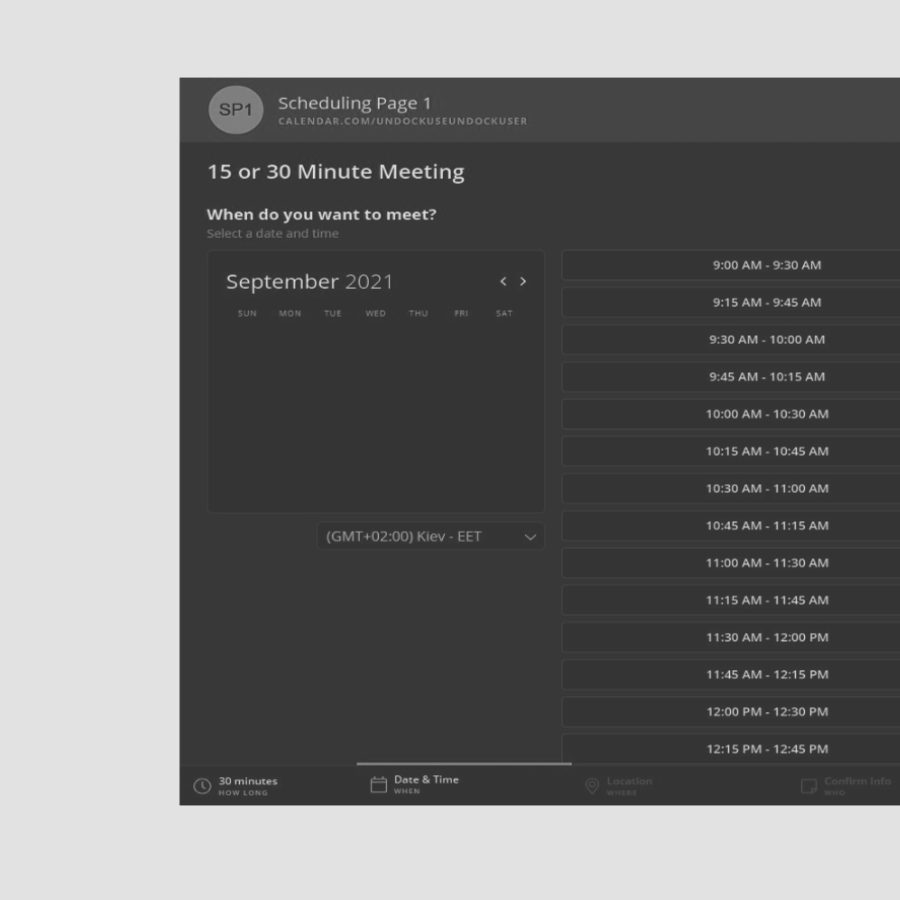 SP1
Scheduling Page 1
CALENDAR.COM/UNDOCKUSEUNDOCKUSER
15 or 30 Minute Meeting
When do you want to meet?
Select a date and time
September 2021
< >
SUN MON TUE WED THU FRI SAT
(GMT+02:00) Kiev - EET
9:00 AM - 9:30 AM
9:15 AM - 9:45 AM
9:30 AM - 10:00 AM
9:45 AM - 10:15 AM
10:00 AM - 10:30 AM
10:15 AM - 10:45 AM
10:30 AM - 11:00 AM
10:45 AM - 11:15 AM
11:00 AM - 11:30 AM
11:15 AM - 11:45 AM
11:30 AM - 12:00 PM
11:45 AM - 12:15 PM
12:00 PM - 12:30 PM
12:15 PM - 12:45 PM
30 minutes
HOW LONG
Date & Time
WHEN
Location
WHERE
Confirm Info
WHO